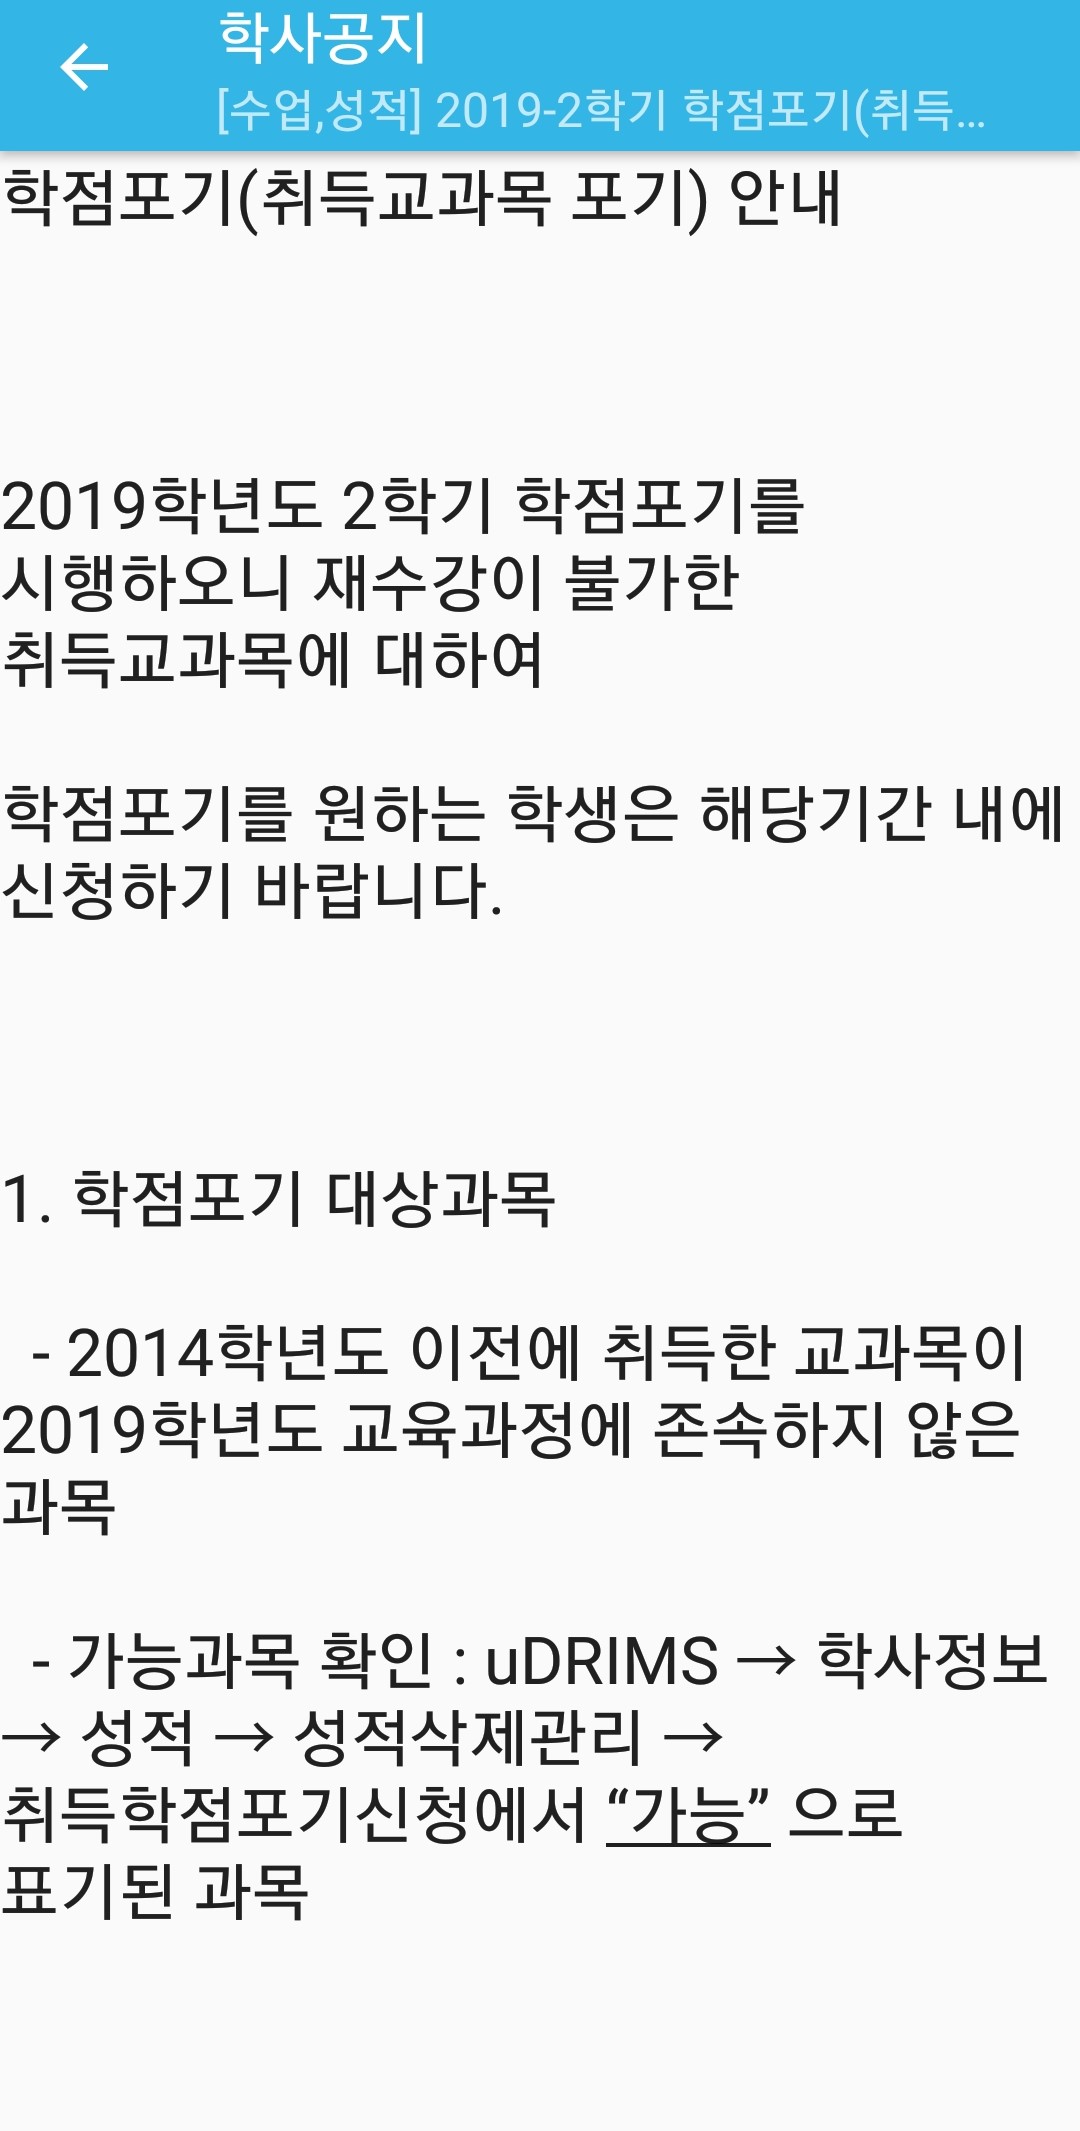 학사공지
[수업,성적] 2019-2학기 학점포기(취득...
학점포기(취득교과목 포기) 안내
2019학년도 2학기 학점포기를
시행하오니 재수강이 불가한
취득교과목에 대하여
학점포기를 원하는 학생은 해당기간 내에
신청하기 바랍니다.
1. 학점포기 대상과목
- 2014학년도 이전에 취득한 교과목이
2019학년도 교육과정에 존속하지 않은
과목
- 가능과목 확인 : uDRIMS → 학사정보
→ 성적 → 성적삭제관리 →
취득학점포기신청에서 “가능” 으로
표기된 과목